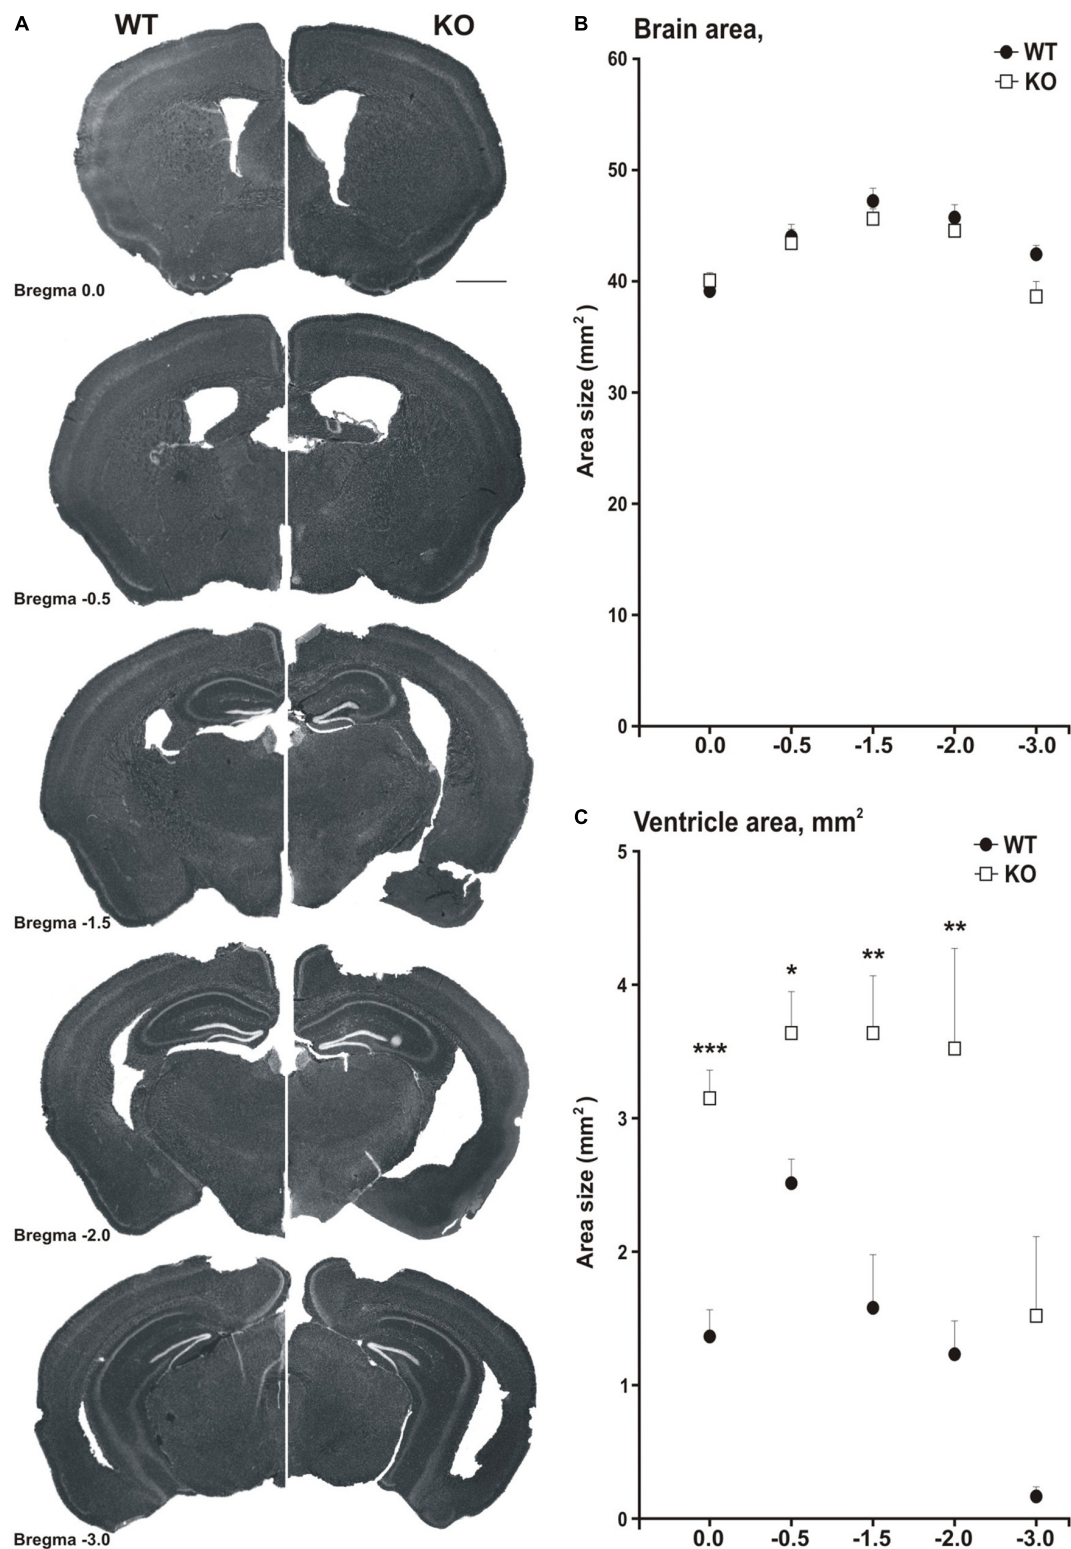 A
WT
KO
Bregma 0.0
Bregma -0.5
Bregma -1.5
Bregma -2.0
Bregma -3.0
B
Brain area,
WT
KO
Area size (mm²)
60
50
40
30
20
10
0
0.0 -0.5 -1.5 -2.0 -3.0
C
Ventricle area, mm²
WT
KO
Area size (mm²)
5
4
3
2
1
0
*** * ** **
0.0 -0.5 -1.5 -2.0 -3.0